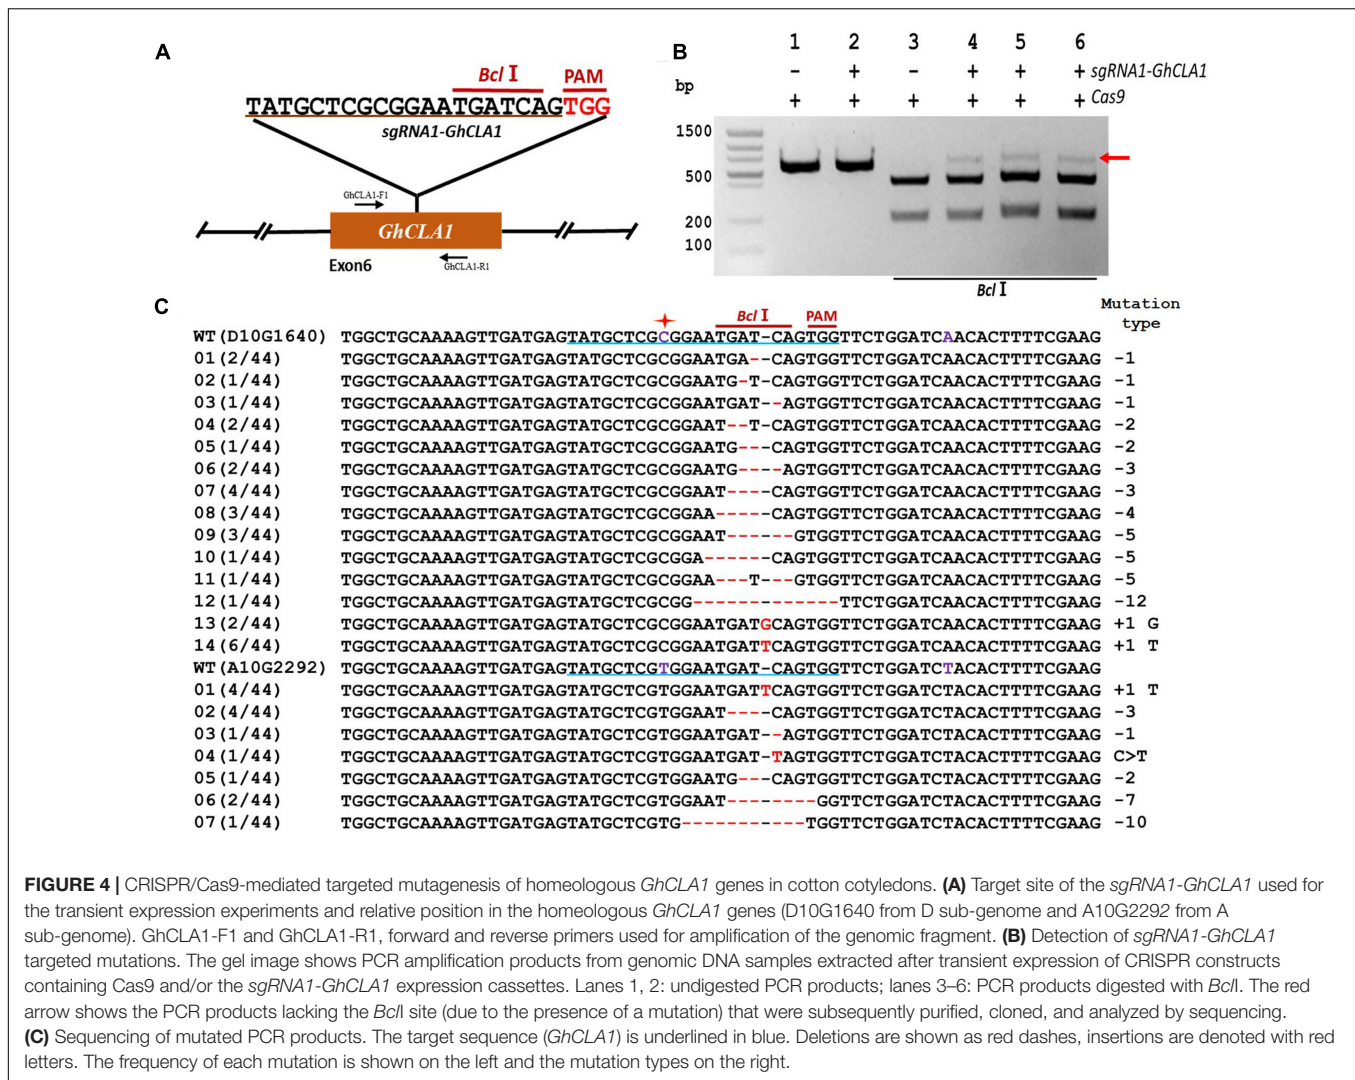 A
Bcl I PAM
TATGCTCGCGGAATGATCAGTGG
sgRNA1-GhCLA1
GhCLA1-F1
GhCLA1
Exon6
GhCLA1-R1
B
1 2 3 4 5 6
- + - + + + sgRNA1-GhCLA1
bp
+ + + + + + Cas9
1500
500
200
100
Bcl I
C
Mutation
type
Bcl I PAM
WT(D10G1640) TGGCTGCAAAAGTTGATGAGTATGCTCGCGGAATGAT-CAGTGGTTCTGGATCAACACTTTTCGAAG
01(2/44) TGGCTGCAAAAGTTGATGAGTATGCTCGCGGAATGA--CAGTGGTTCTGGATCAACACTTTTCGAAG -1
02(1/44) TGGCTGCAAAAGTTGATGAGTATGCTCGCGGAATG-T-CAGTGGTTCTGGATCAACACTTTTCGAAG -1
03(1/44) TGGCTGCAAAAGTTGATGAGTATGCTCGCGGAATGAT--AGTGGTTCTGGATCAACACTTTTCGAAG -1
04(2/44) TGGCTGCAAAAGTTGATGAGTATGCTCGCGGAAT--T-CAGTGGTTCTGGATCAACACTTTTCGAAG -2
05(1/44) TGGCTGCAAAAGTTGATGAGTATGCTCGCGGAATG---CAGTGGTTCTGGATCAACACTTTTCGAAG -2
06(2/44) TGGCTGCAAAAGTTGATGAGTATGCTCGCGGAATG----AGTGGTTCTGGATCAACACTTTTCGAAG -3
07(4/44) TGGCTGCAAAAGTTGATGAGTATGCTCGCGGAAT----CAGTGGTTCTGGATCAACACTTTTCGAAG -3
08(3/44) TGGCTGCAAAAGTTGATGAGTATGCTCGCGGAA-----CAGTGGTTCTGGATCAACACTTTTCGAAG -4
09(3/44) TGGCTGCAAAAGTTGATGAGTATGCTCGCGGAAT------GTGGTTCTGGATCAACACTTTTCGAAG -5
10(1/44) TGGCTGCAAAAGTTGATGAGTATGCTCGCGGA------CAGTGGTTCTGGATCAACACTTTTCGAAG -5
11(1/44) TGGCTGCAAAAGTTGATGAGTATGCTCGCGGAA---T---GTGGTTCTGGATCAACACTTTTCGAAG -5
12(1/44) TGGCTGCAAAAGTTGATGAGTATGCTCGCGG-------------TTCTGGATCAACACTTTTCGAAG -12
13(2/44) TGGCTGCAAAAGTTGATGAGTATGCTCGCGGAATGATGCAGTGGTTCTGGATCAACACTTTTCGAAG +1 G
14(6/44) TGGCTGCAAAAGTTGATGAGTATGCTCGCGGAATGATTCAGTGGTTCTGGATCAACACTTTTCGAAG +1 T
WT(A10G2292) TGGCTGCAAAAGTTGATGAGTATGCTCGTGGAATGAT-CAGTGGTTCTGGATCTACACTTTTCGAAG
01(4/44) TGGCTGCAAAAGTTGATGAGTATGCTCGTGGAATGATTCAGTGGTTCTGGATCTACACTTTTCGAAG +1 T
02(4/44) TGGCTGCAAAAGTTGATGAGTATGCTCGTGGAAT----CAGTGGTTCTGGATCTACACTTTTCGAAG -3
03(1/44) TGGCTGCAAAAGTTGATGAGTATGCTCGTGGAATGAT--AGTGGTTCTGGATCTACACTTTTCGAAG -1
04(1/44) TGGCTGCAAAAGTTGATGAGTATGCTCGTGGAATGAT-TAGTGGTTCTGGATCTACACTTTTCGAAG C>T
05(1/44) TGGCTGCAAAAGTTGATGAGTATGCTCGTGGAATG---CAGTGGTTCTGGATCTACACTTTTCGAAG -2
06(2/44) TGGCTGCAAAAGTTGATGAGTATGCTCGTGGAAT--------GGTTCTGGATCTACACTTTTCGAAG -7
07(1/44) TGGCTGCAAAAGTTGATGAGTATGCTCGTG-----------TGGTTCTGGATCTACACTTTTCGAAG -10
FIGURE 4 | CRISPR/Cas9-mediated targeted mutagenesis of homeologous GhCLA1 genes in cotton cotyledons. (A) Target site of the sgRNA1-GhCLA1 used for
the transient expression experiments and relative position in the homeologous GhCLA1 genes (D10G1640 from D sub-genome and A10G2292 from A
sub-genome). GhCLA1-F1 and GhCLA1-R1, forward and reverse primers used for amplification of the genomic fragment. (B) Detection of sgRNA1-GhCLA1
targeted mutations. The gel image shows PCR amplification products from genomic DNA samples extracted after transient expression of CRISPR constructs
containing Cas9 and/or the sgRNA1-GhCLA1 expression cassettes. Lanes 1, 2: undigested PCR products; lanes 3–6: PCR products digested with BclI. The red
arrow shows the PCR products lacking the BclI site (due to the presence of a mutation) that were subsequently purified, cloned, and analyzed by sequencing.
(C) Sequencing of mutated PCR products. The target sequence (GhCLA1) is underlined in blue. Deletions are shown as red dashes, insertions are denoted with red
letters. The frequency of each mutation is shown on the left and the mutation types on the right.